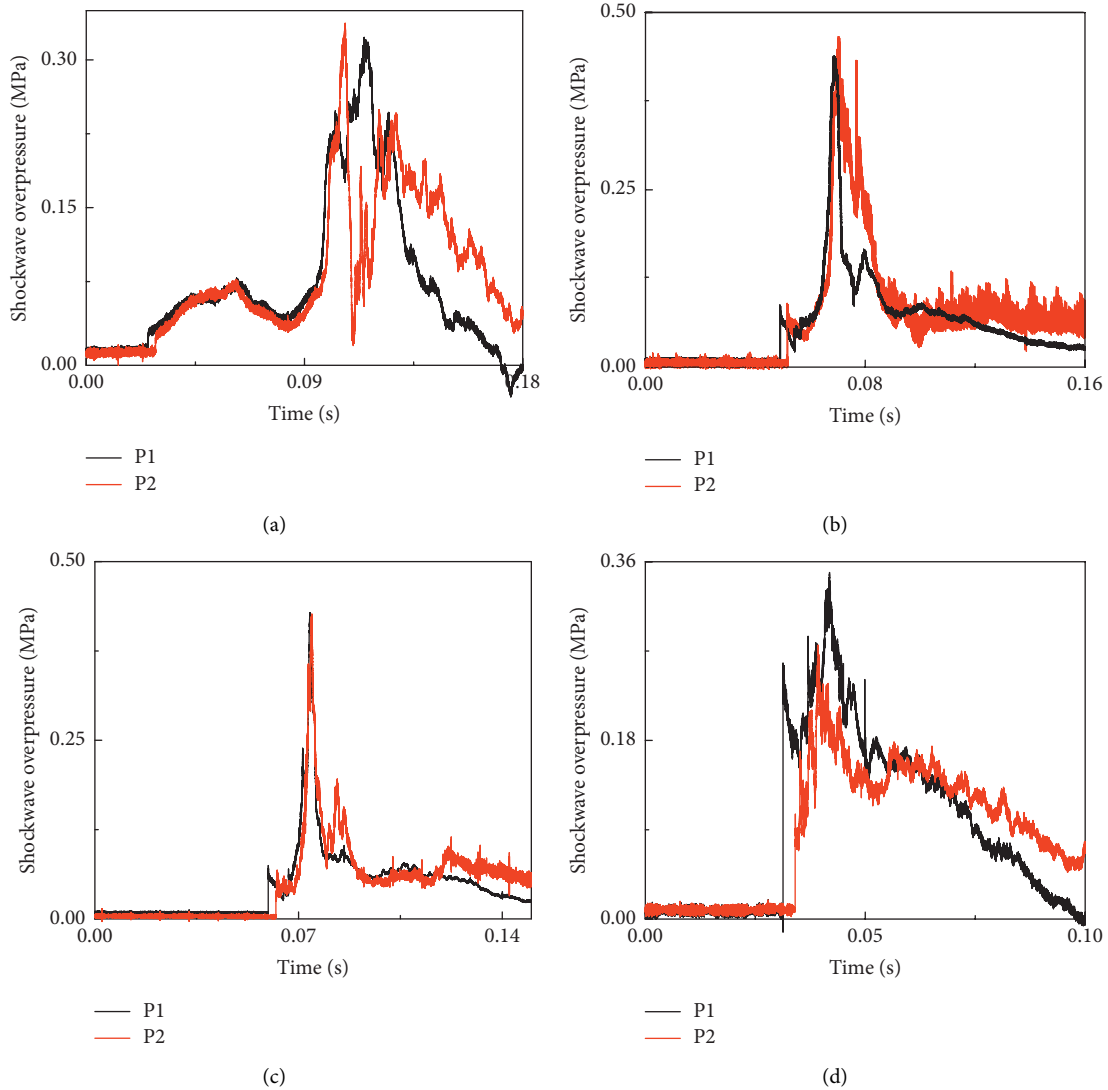 0.30
0.15
0.00
Shockwave overpressure (MPa)
0.00
0.09
0.18
Time (s)
P1
P2
(a)
0.50
0.25
0.00
Shockwave overpressure (MPa)
0.00
0.08
0.16
Time (s)
P1
P2
(b)
0.50
0.25
0.00
Shockwave overpressure (MPa)
0.00
0.07
0.14
Time (s)
P1
P2
(c)
0.36
0.18
0.00
Shockwave overpressure (MPa)
0.00
0.05
0.10
Time (s)
P1
P2
(d)